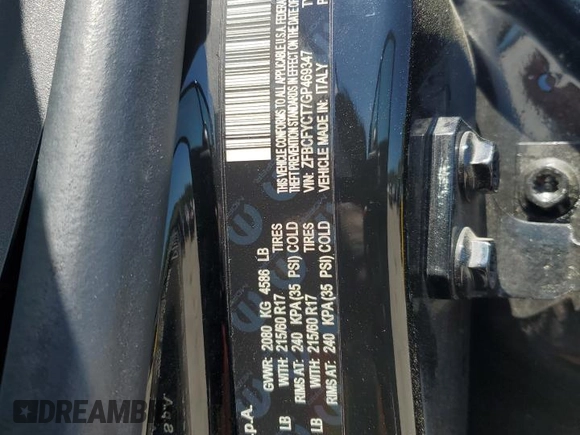 p.A.
GVWR: 2080 KG 4586 LB
LB WITH: 215/60 R17 TIRES
RIMS AT: 240 KPA(35 PSI) COLD
LB WITH: 215/60 R17 TIRES
RIMS AT: 240 KPA(35 PSI) COLD
THIS VEHICLE CONFORMS TO ALL APPLICABLE U.S.A. FEDERAL
THEFT PREVENTION STANDARDS IN EFFECT ON THE DATE OF
VIN: ZFBCFYCT7GP469347
VEHICLE MADE IN: ITALY
DREAMBI